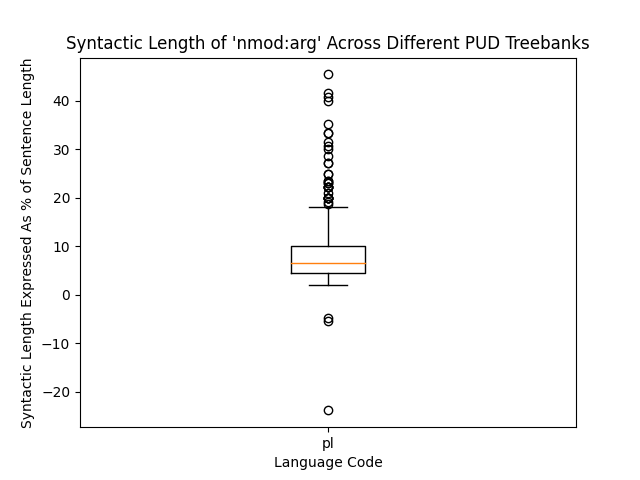 Syntactic Length of 'nmod:arg' Across Different PUD Treebanks
Syntactic Length Expressed As % of Sentence Length
40
30
20
10
0
−10
−20
pl
Language Code